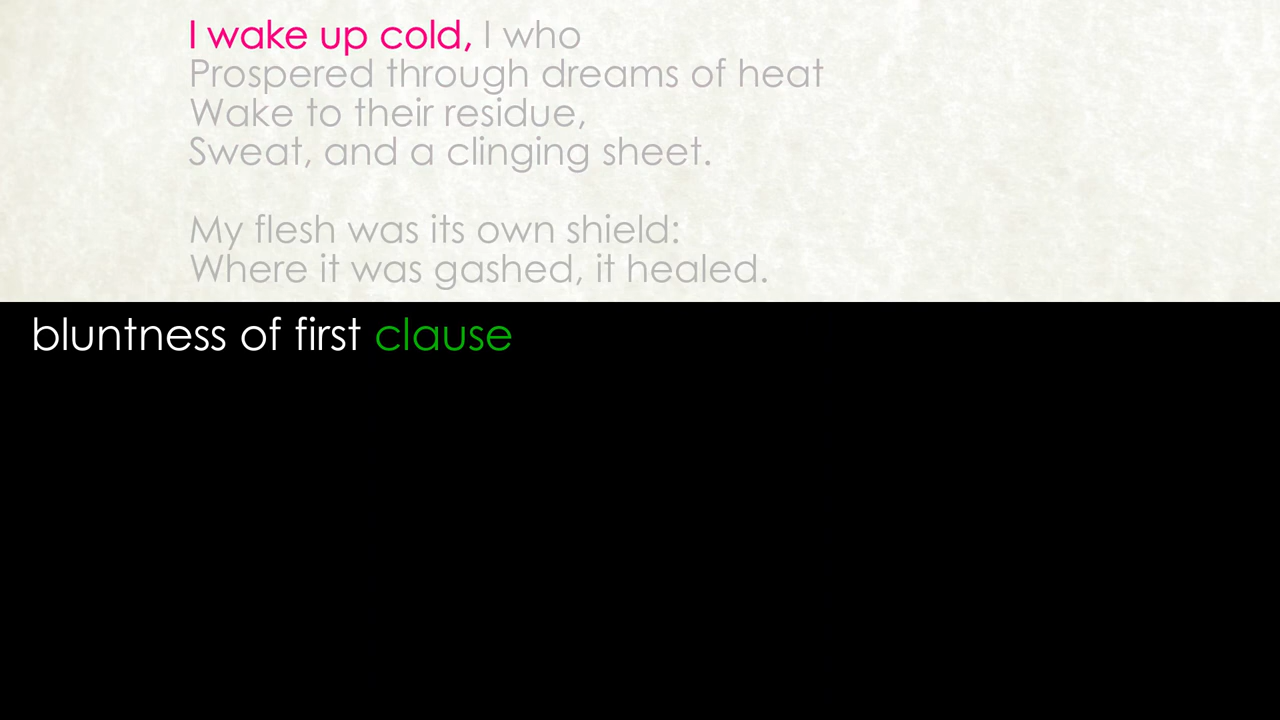 I wake up cold, I who
Prospered through dreams of heat
Wake to their residue,
Sweat, and a clinging sheet.
My flesh was its own shield:
Where it was gashed, it healed.
bluntness of first clause